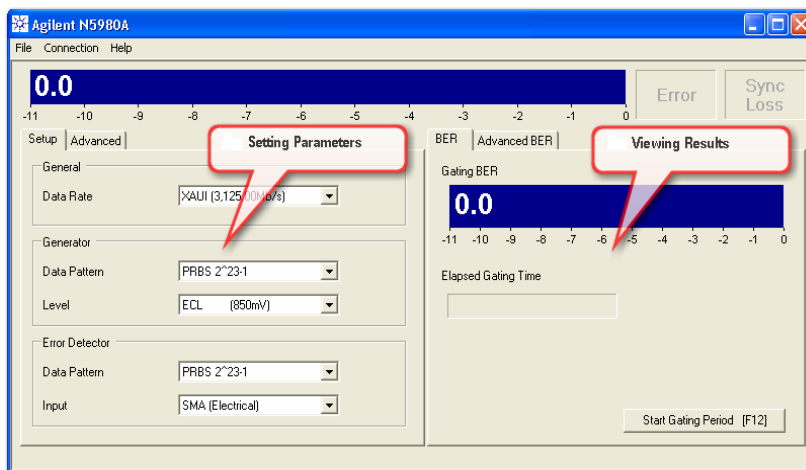 Agilent N5980A
File Connection Help
0.0
-11 -10 -9 -8 -7 -6 -5 -4 -3 -2 -1 0
Error
Sync
Loss
Setup Advanced
Setting Parameters
General
Data Rate XAUI (3,125.00Mb/s)
Generator
Data Pattern PRBS 2^23-1
Level ECL (850mV)
Error Detector
Data Pattern PRBS 2^23-1
Input SMA (Electrical)
BER Advanced BER
Viewing Results
Gating BER
0.0
-11 -10 -9 -8 -7 -6 -5 -4 -3 -2 -1 0
Elapsed Gating Time
Start Gating Period [F12]